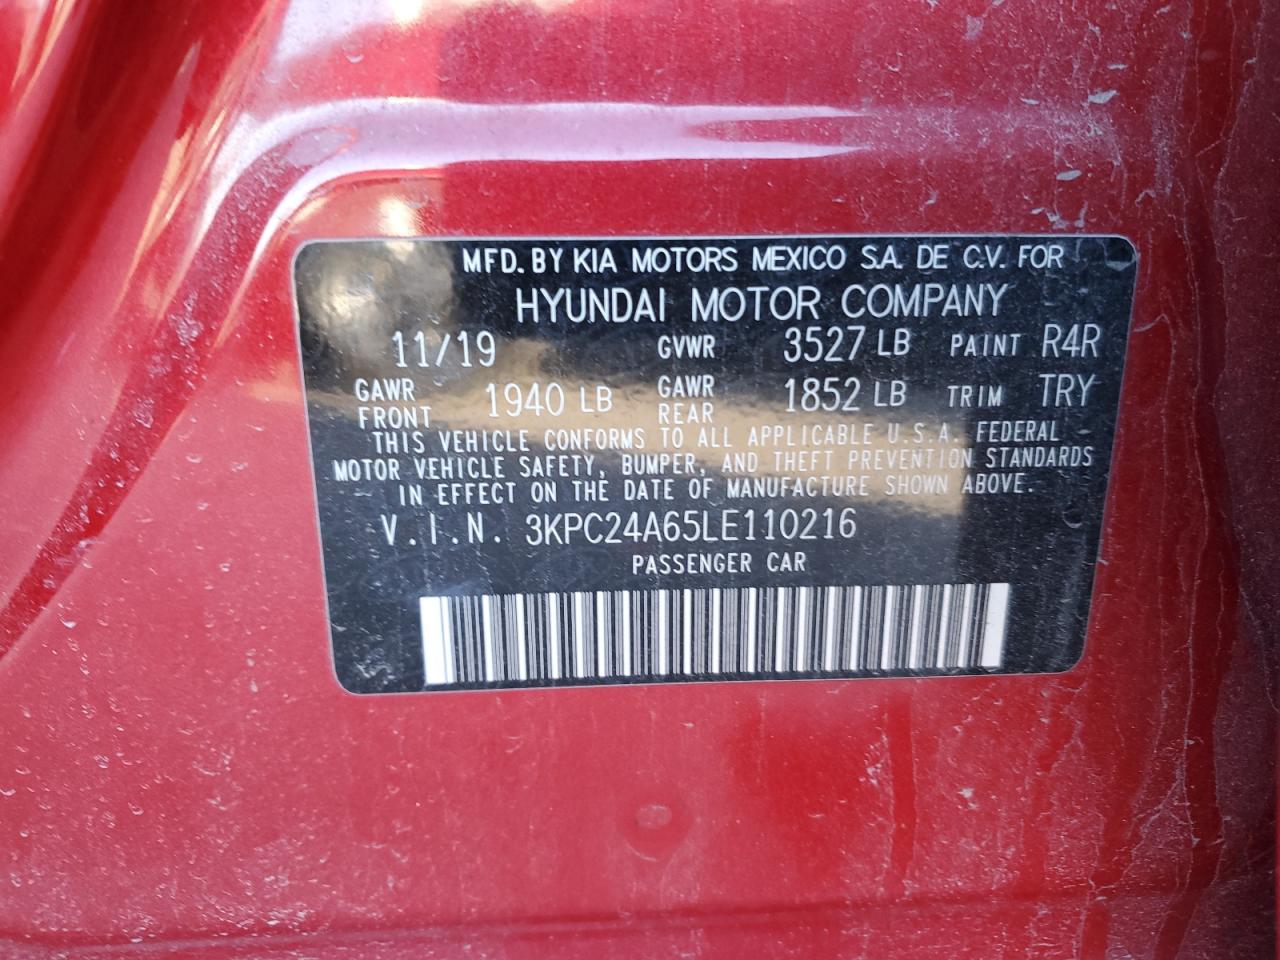 MFD. BY KIA MOTORS MEXICO S.A. DE C.V. FOR
HYUNDAI MOTOR COMPANY
11/19 GVWR 3527 LB PAINT R4R
GAWR FRONT 1940 LB GAWR REAR 1852 LB TRIM TRY
THIS VEHICLE CONFORMS TO ALL APPLICABLE U.S.A. FEDERAL
MOTOR VEHICLE SAFETY, BUMPER, AND THEFT PREVENTION STANDARDS
IN EFFECT ON THE DATE OF MANUFACTURE SHOWN ABOVE.
V.I.N. 3KPC24A65LE110216
PASSENGER CAR